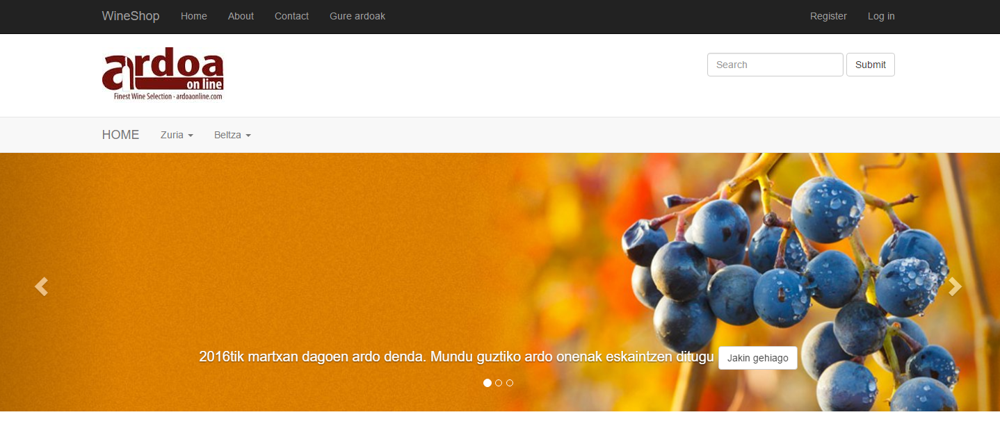 WineShop Home About Contact Gure ardoak Register Log in
ardoa
on line
Finest Wine Selection · ardoaonline.com
Search Submit
HOME Zuria Beltza
2016tik martxan dagoen ardo denda. Mundu guztiko ardo onenak eskaintzen ditugu Jakin gehiago